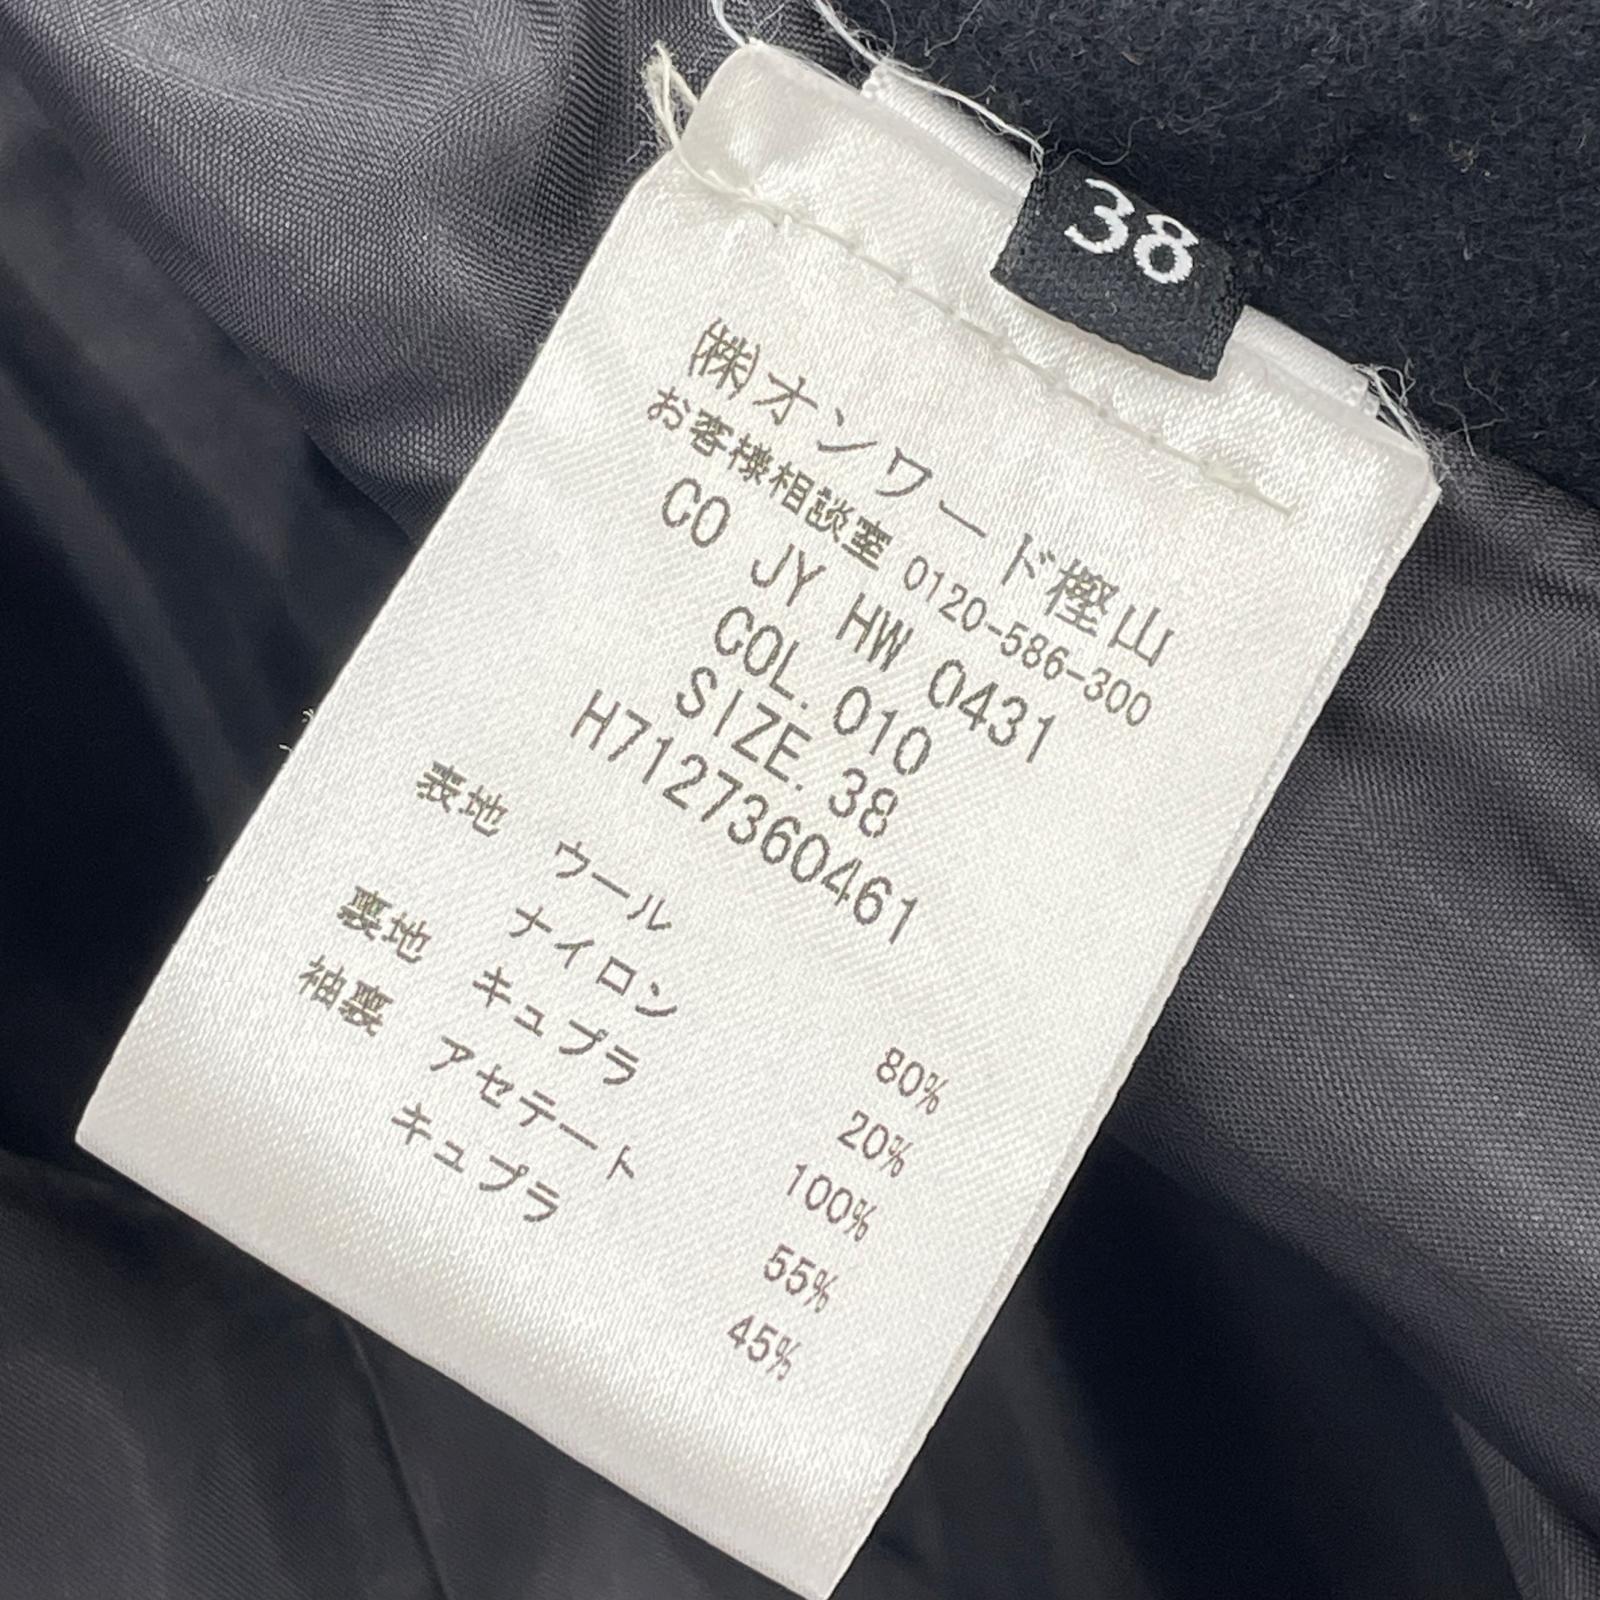 38
㈱オンワード樫山
お客様相談室 0120-586-300
CO JY HW 0431
COL. 010
SIZE. 38
H7127360461
表地 ウール 80%
ナイロン 20%
裏地 キュプラ 100%
袖裏 アセテート 55%
キュプラ 45%